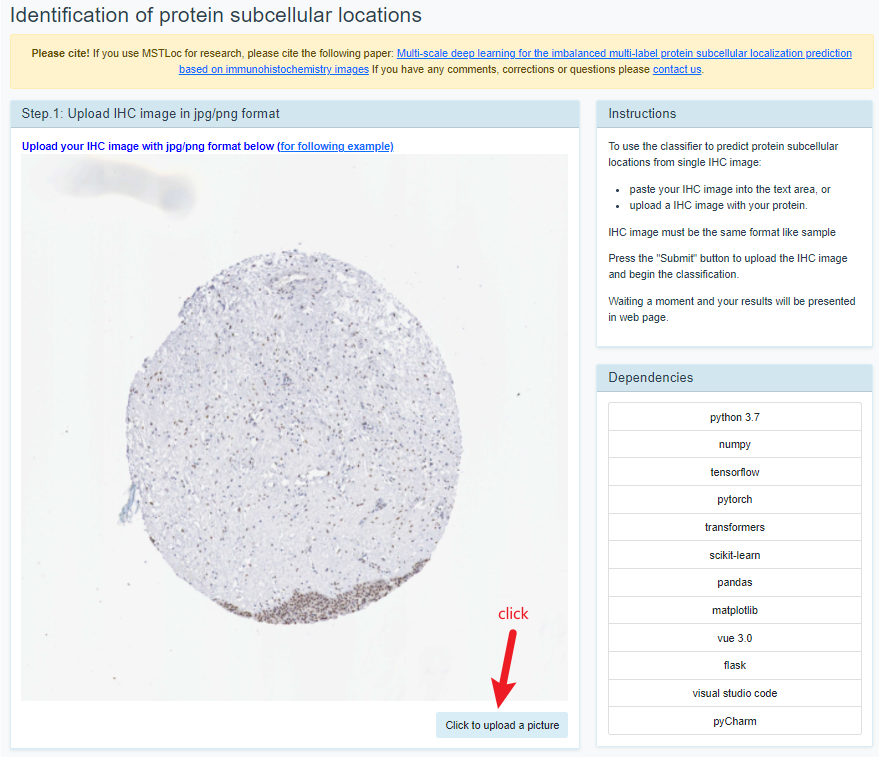 Identification of protein subcellular locations
Please cite! If you use MSTLoc for research, please cite the following paper: Multi-scale deep learning for the imbalanced multi-label protein subcellular localization prediction
based on immunohistochemistry images If you have any comments, corrections or questions please contact us.
Step.1: Upload IHC image in jpg/png format
Upload your IHC image with jpg/png format below (for following example)
click
Click to upload a picture
Instructions
To use the classifier to predict protein subcellular
locations from single IHC image:
• paste your IHC image into the text area, or
• upload a IHC image with your protein.
IHC image must be the same format like sample
Press the "Submit" button to upload the IHC image
and begin the classification.
Waiting a moment and your results will be presented
in web page.
Dependencies
python 3.7
numpy
tensorflow
pytorch
transformers
scikit-learn
pandas
matplotlib
vue 3.0
flask
visual studio code
pyCharm